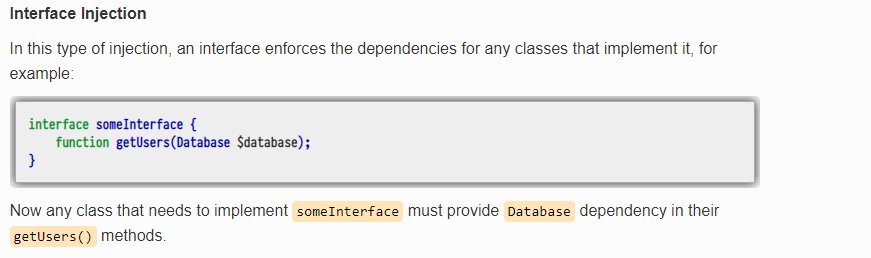 Interface Injection
In this type of injection, an interface enforces the dependencies for any classes that implement it, for
example:
interface someInterface {
    function getUsers(Database $database);
}
Now any class that needs to implement someInterface must provide Database dependency in their
getUsers() methods.